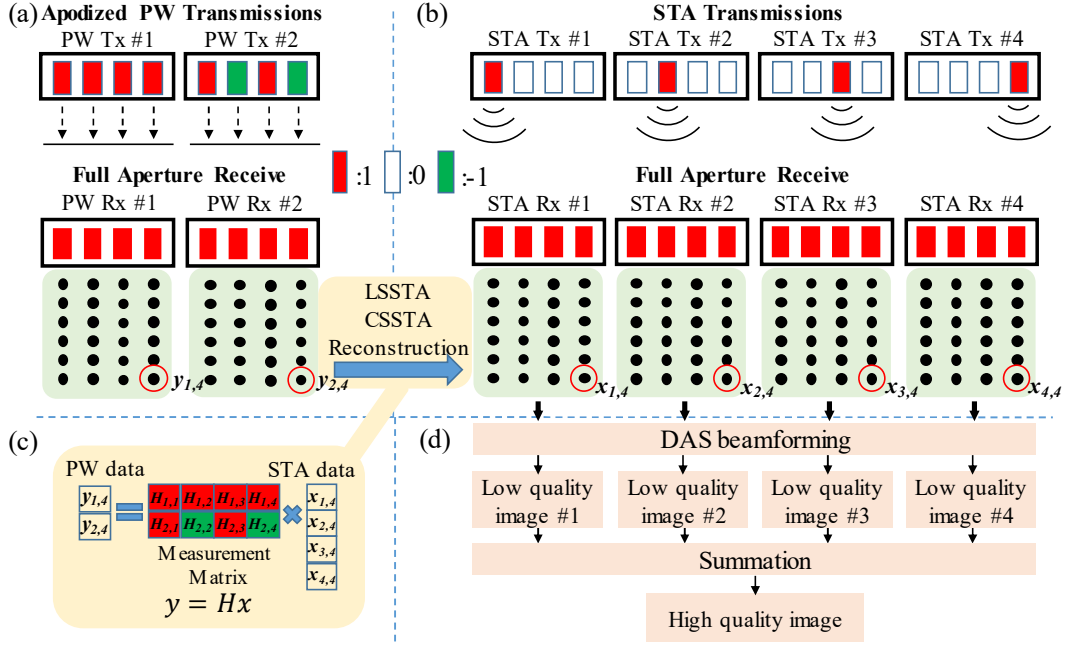 (a)
Apodized PW Transmissions
PW Tx #1
PW Tx #2
Full Aperture Receive
PW Rx #1
PW Rx #2
y1,4
y2,4
:1
:0
:-1
LSSTA
CSSTA
Reconstruction
(b)
STA Transmissions
STA Tx #1
STA Tx #2
STA Tx #3
STA Tx #4
Full Aperture Receive
STA Rx #1
STA Rx #2
STA Rx #3
STA Rx #4
x1,4
x2,4
x3,4
x4,4
(c)
PW data
STA data
y1,4
y2,4
H1,1 H1,2 H1,3 H1,4
H2,1 H2,2 H2,3 H2,4
x1,4
x2,4
x3,4
x4,4
Measurement
Matrix
y = Hx
(d)
DAS beamforming
Low quality
image #1
Low quality
image #2
Low quality
image #3
Low quality
image #4
Summation
High quality image